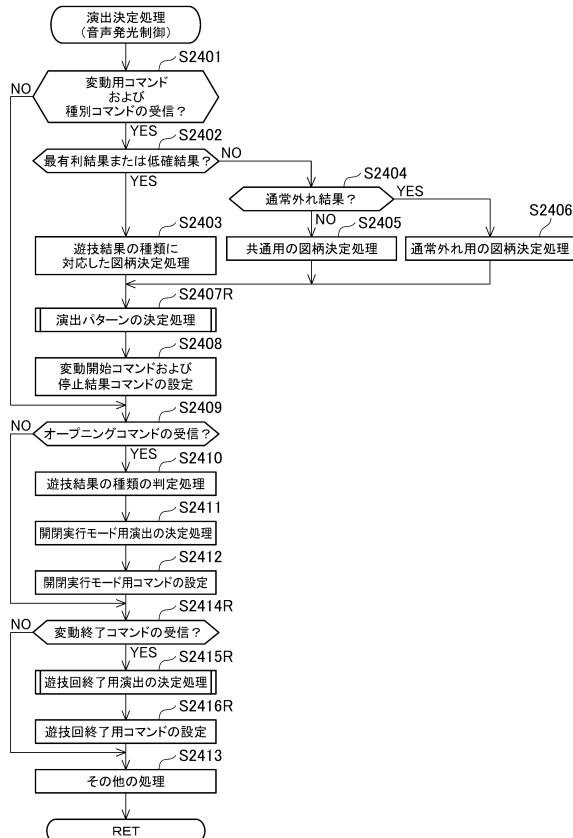 演出決定処理
(音声発光制御)
S2401
NO
変動用コマンド
および
種別コマンドの受信？
YES
S2402
最有利結果または低確結果？
NO
YES
S2404
通常外れ結果？
YES
NO
S2403
S2405
S2406
遊技結果の種類に
対応した図柄決定処理
共通用の図柄決定処理
通常外れ用の図柄決定処理
S2407R
演出パターンの決定処理
S2408
変動開始コマンドおよび
停止結果コマンドの設定
S2409
NO
オープニングコマンドの受信？
YES
S2410
遊技結果の種類の判定処理
S2411
開閉実行モード用演出の決定処理
S2412
開閉実行モード用コマンドの設定
S2414R
NO
変動終了コマンドの受信？
YES
S2415R
遊技回終了用演出の決定処理
S2416R
遊技回終了用コマンドの設定
S2413
その他の処理
RET